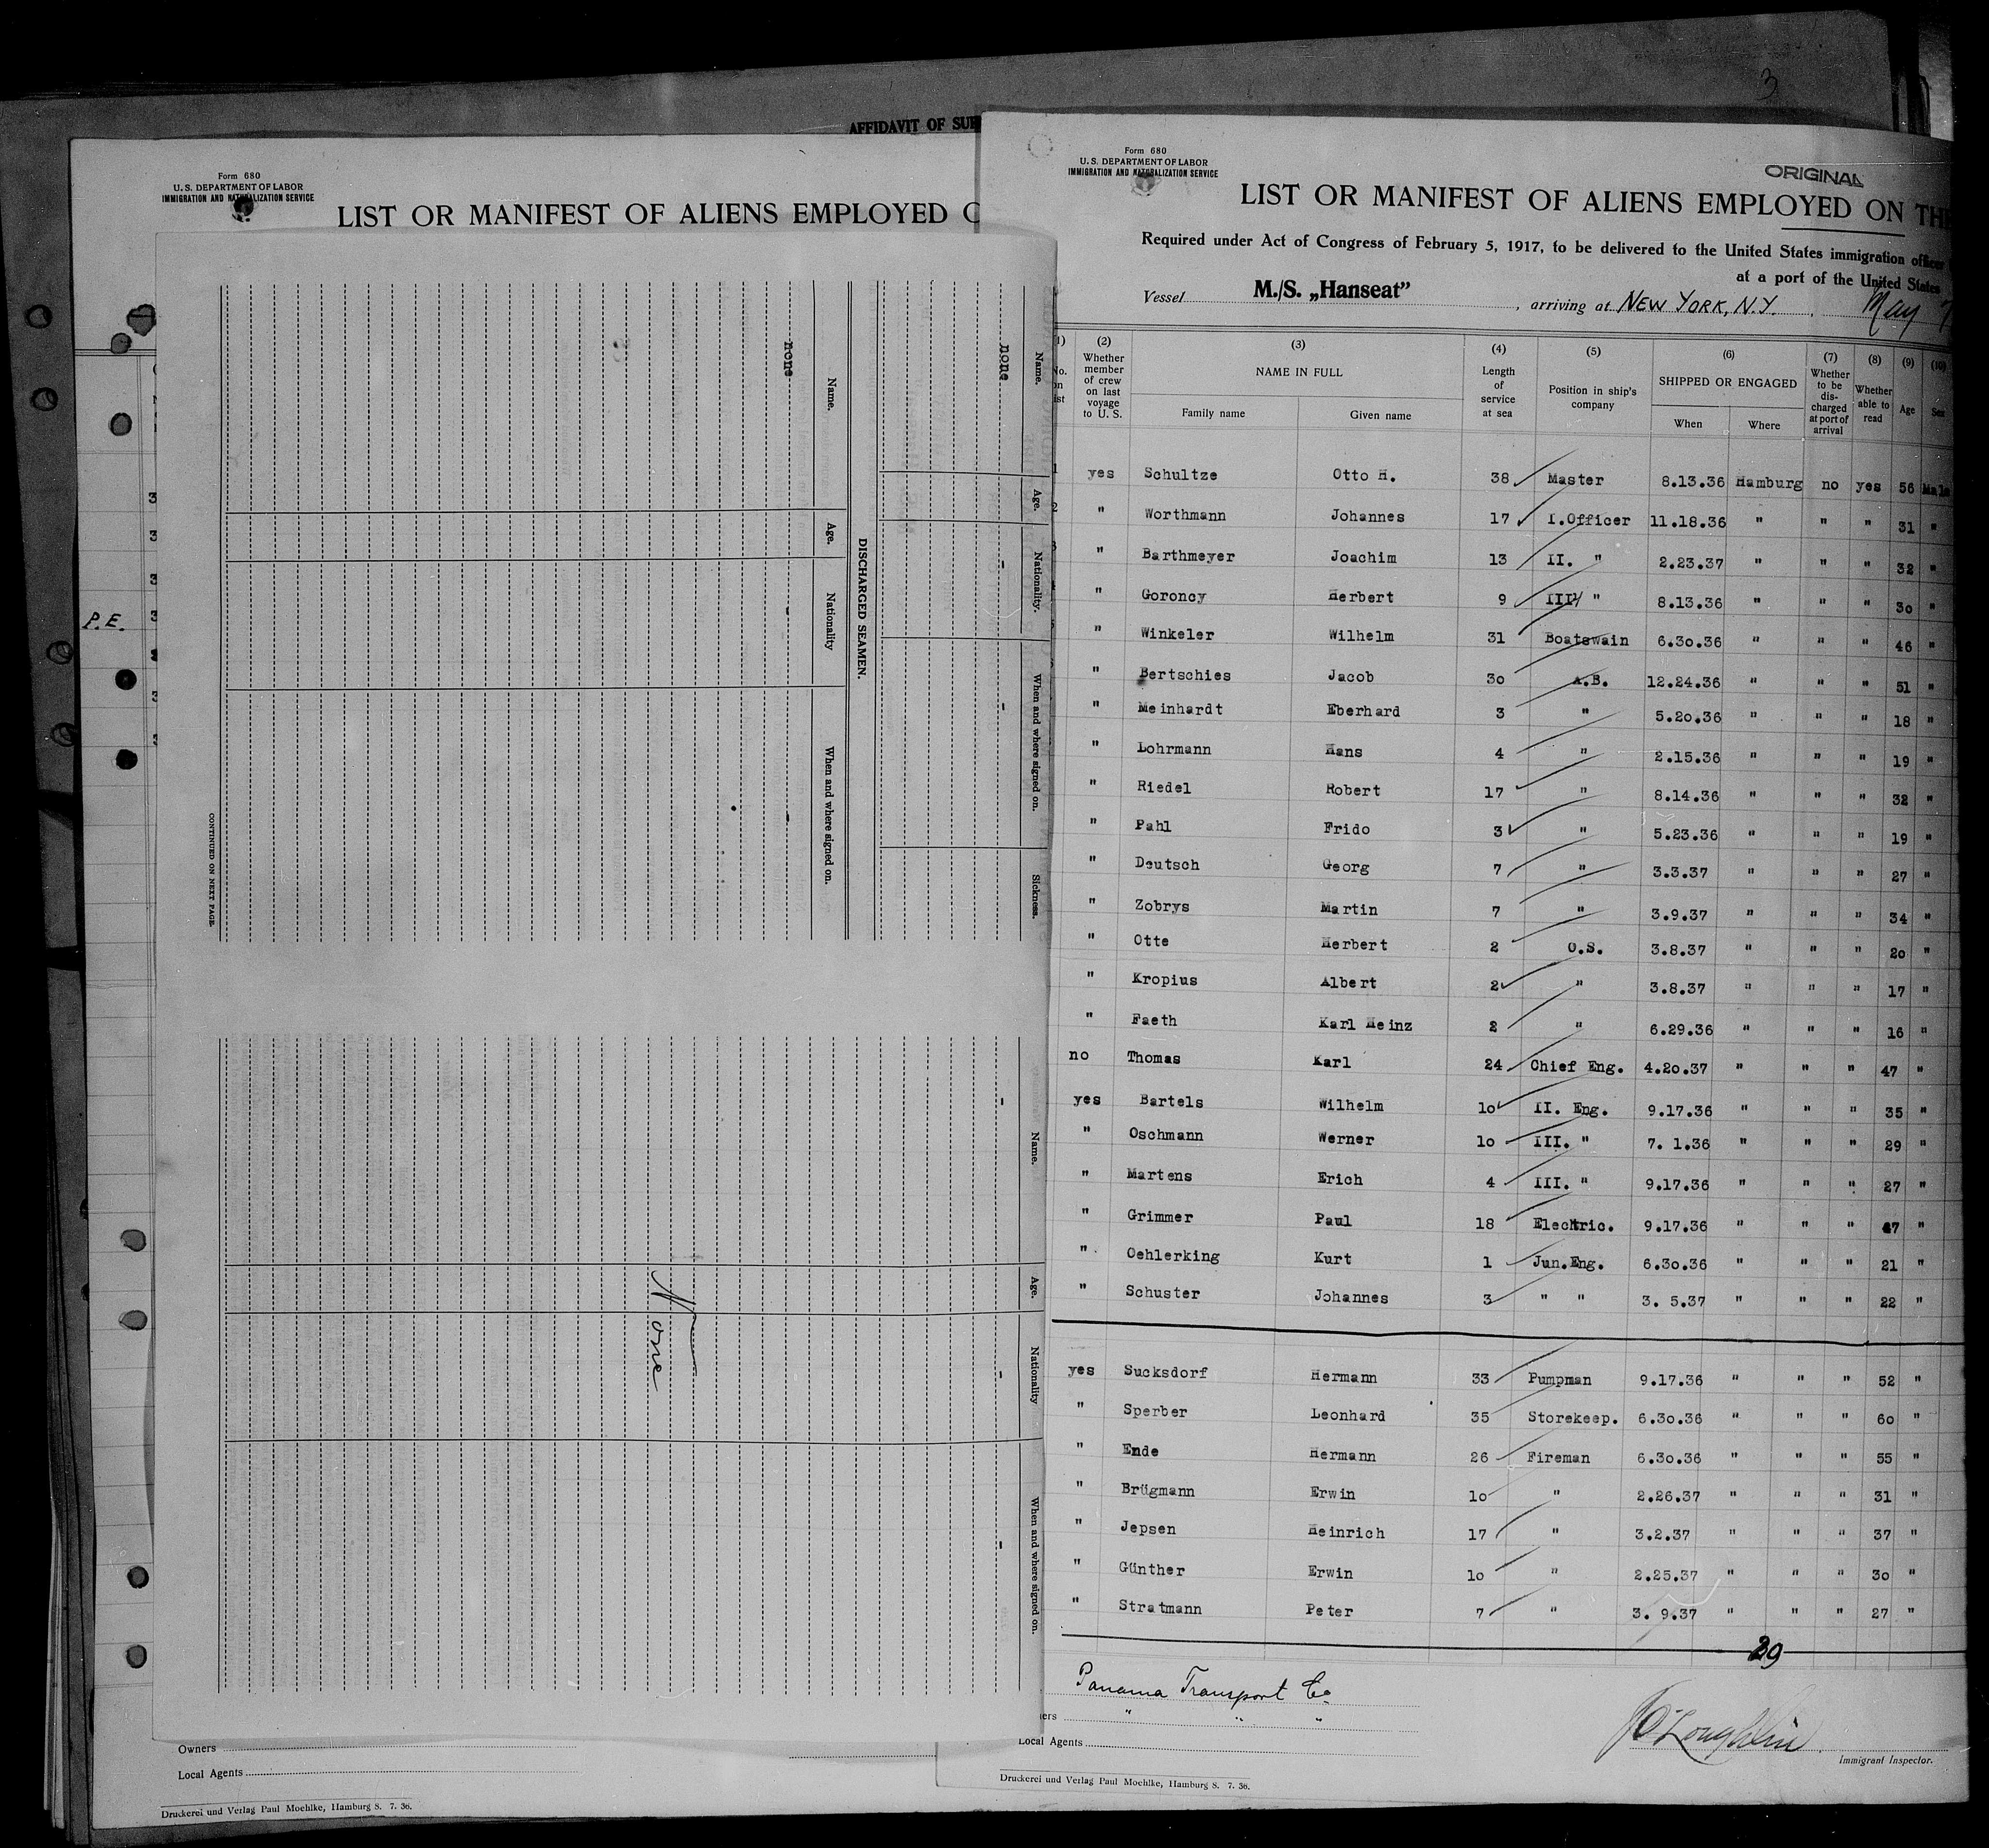 3
AFFIDAVIT OF
Form 680
U. S. DEPARTMENT OF LABOR
IMMIGRATION AND NATURALIZATION SERVICE
LIST OR MANIFEST OF ALIENS EMPLOYED
P.E.
none
Name.
Age.
Nationality.
When and where signed on.
Sickness.
DISCHARGED SEAMEN.
none
Name.
Age.
Nationality
When and where signed on.
CONTINUED ON NEXT PAGE.
Name.
Age.
Nationality
When and where signed on.
None
Owners
Local Agents
Druckerei und Verlag Paul Moehlke, Hamburg 8. 7. 36.
Form 680
U. S. DEPARTMENT OF LABOR
IMMIGRATION AND NATURALIZATION SERVICE
ORIGINAL
LIST OR MANIFEST OF ALIENS EMPLOYED ON
Required under Act of Congress of February 5, 1917, to be delivered to the United States immigration officer
at a port of the United States
Vessel M./S. „Hanseat” , arriving at NEW YORK, N.Y. May 7
(2) (3) (4) (5) (6) (7) (8) (9) (10)
Whether member of crew on last voyage to U. S. NAME IN FULL Length of service at sea Position in ship's company SHIPPED OR ENGAGED Whether to be discharged at port of arrival Whether able to read Age Sex
Family name Given name When Where
1 yes Schultze Otto H. 38 Master 8.13.36 Hamburg no yes 56 Male
2 " Worthmann Johannes 17 I.Officer 11.18.36 " " " 31 "
" Barthmeyer Joachim 13 II. " 2.23.37 " " " 32 "
" Goroncy Herbert 9 III/ " 8.13.36 " " " 30 "
" Winkeler Wilhelm 31 Boatswain 6.30.36 " " " 46 "
" Bertschies Jacob 30 A.B. 12.24.36 " " " 51 "
" Meinhardt Eberhard 3 " 5.20.36 " " " 18 "
" Lohrmann Hans 4 " 2.15.36 " " " 19 "
" Riedel Robert 17 " 8.14.36 " " " 32 "
" Pahl Frido 3 " 5.23.36 " " " 19 "
" Deutsch Georg 7 " 3.3.37 " " " 27 "
" Zobrys Martin 7 " 3.9.37 " " " 34 "
" Otte Herbert 2 O.S. 3.8.37 " " " 20 "
" Kropius Albert 2 " 3.8.37 " " " 17 "
" Faeth Karl Heinz 2 " 6.29.36 " " " 16 "
no Thomas Karl 24 Chief Eng. 4.20.37 " " " 47 "
yes Bartels Wilhelm 10 II. Eng. 9.17.36 " " " 35 "
" Oschmann Werner 10 III. " 7. 1.36 " " " 29 "
" Martens Erich 4 III. " 9.17.36 " " " 27 "
" Grimmer Paul 18 Electric. 9.17.36 " " " 47 "
" Oehlerking Kurt 1 Jun.Eng. 6.30.36 " " " 21 "
" Schuster Johannes 3 " " 3. 5.37 " " " 22 "
yes Sucksdorf Hermann 33 Pumpman 9.17.36 " " " 52 "
" Sperber Leonhard 35 Storekeep. 6.30.36 " " " 60 "
" Ende Hermann 26 Fireman 6.30.36 " " " 55 "
" Brügmann Erwin 10 " 2.26.37 " " " 31 "
" Jepsen Heinrich 17 " 3.2.37 " " " 37 "
" Günther Erwin 10 " 2.25.37 " " " 30 "
" Stratmann Peter 7 " 3. 9.37 " " " 27 "
29
Panama Transport Co
" " "
Local Agents
O'Loughlin
Immigrant Inspector.
Druckerei und Verlag Paul Moehlke, Hamburg 8. 7. 36.